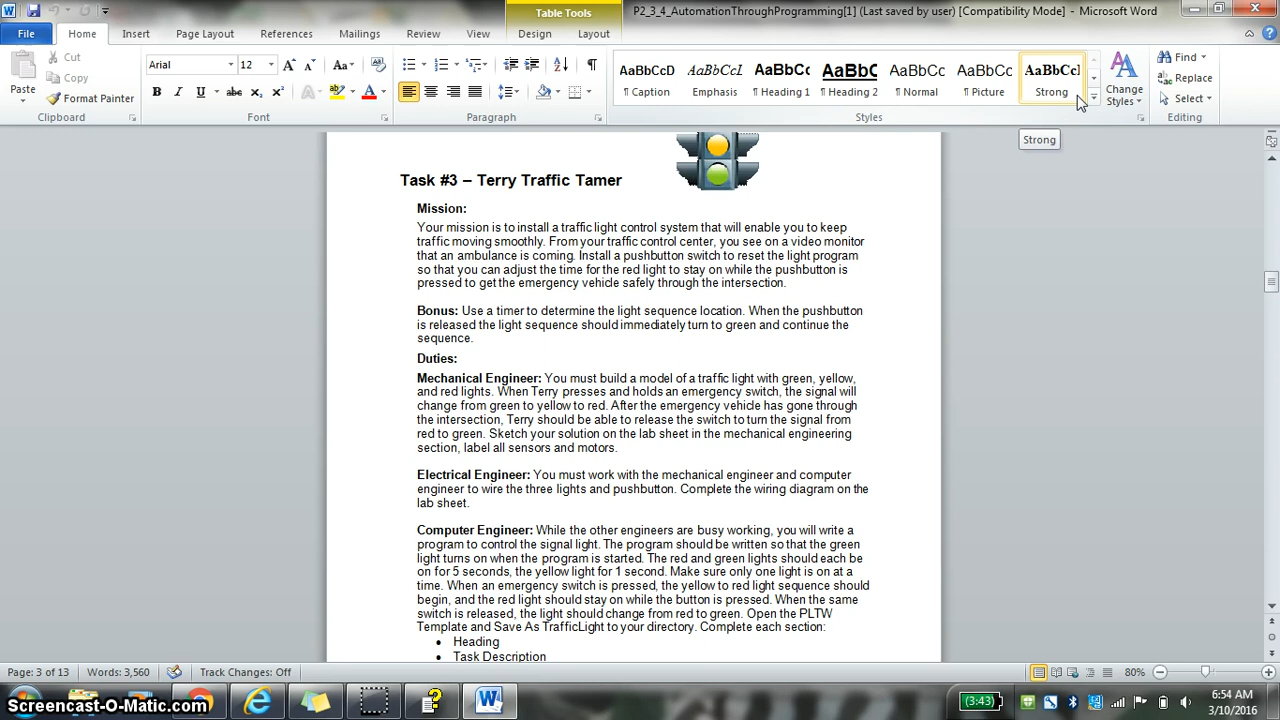 Table Tools
P2_3_4_AutomationThroughProgramming[1] (Last saved by user) [Compatibility Mode] - Microsoft Word
File Home Insert Page Layout References Mailings Review View Design Layout
Paste
Cut
Copy
Format Painter
Clipboard
Arial 12
Font
Paragraph
AaBbCcD AaBbCcI AaBbCc AaBbC AaBbCc AaBbCc AaBbCcl
¶ Caption Emphasis ¶ Heading 1 ¶ Heading 2 ¶ Normal ¶ Picture Strong
Styles
Change Styles
Find
Replace
Select
Editing
Strong
Task #3 – Terry Traffic Tamer
Mission:
Your mission is to install a traffic light control system that will enable you to keep
traffic moving smoothly. From your traffic control center, you see on a video monitor
that an ambulance is coming. Install a pushbutton switch to reset the light program
so that you can adjust the time for the red light to stay on while the pushbutton is
pressed to get the emergency vehicle safely through the intersection.
Bonus: Use a timer to determine the light sequence location. When the pushbutton
is released the light sequence should immediately turn to green and continue the
sequence.
Duties:
Mechanical Engineer: You must build a model of a traffic light with green, yellow,
and red lights. When Terry presses and holds an emergency switch, the signal will
change from green to yellow to red. After the emergency vehicle has gone through
the intersection, Terry should be able to release the switch to turn the signal from
red to green. Sketch your solution on the lab sheet in the mechanical engineering
section, label all sensors and motors.
Electrical Engineer: You must work with the mechanical engineer and computer
engineer to wire the three lights and pushbutton. Complete the wiring diagram on the
lab sheet.
Computer Engineer: While the other engineers are busy working, you will write a
program to control the signal light. The program should be written so that the green
light turns on when the program is started. The red and green lights should each be
on for 5 seconds, the yellow light for 1 second. Make sure only one light is on at a
time. When an emergency switch is pressed, the yellow to red light sequence should
begin, and the red light should stay on while the button is pressed. When the same
switch is released, the light should change from red to green. Open the PLTW
Template and Save As TrafficLight to your directory. Complete each section:
• Heading
• Task Description
Page: 3 of 13 Words: 3,560 Track Changes: Off 80%
Screencast-O-Matic.com
(3:43)
6:54 AM
3/10/2016